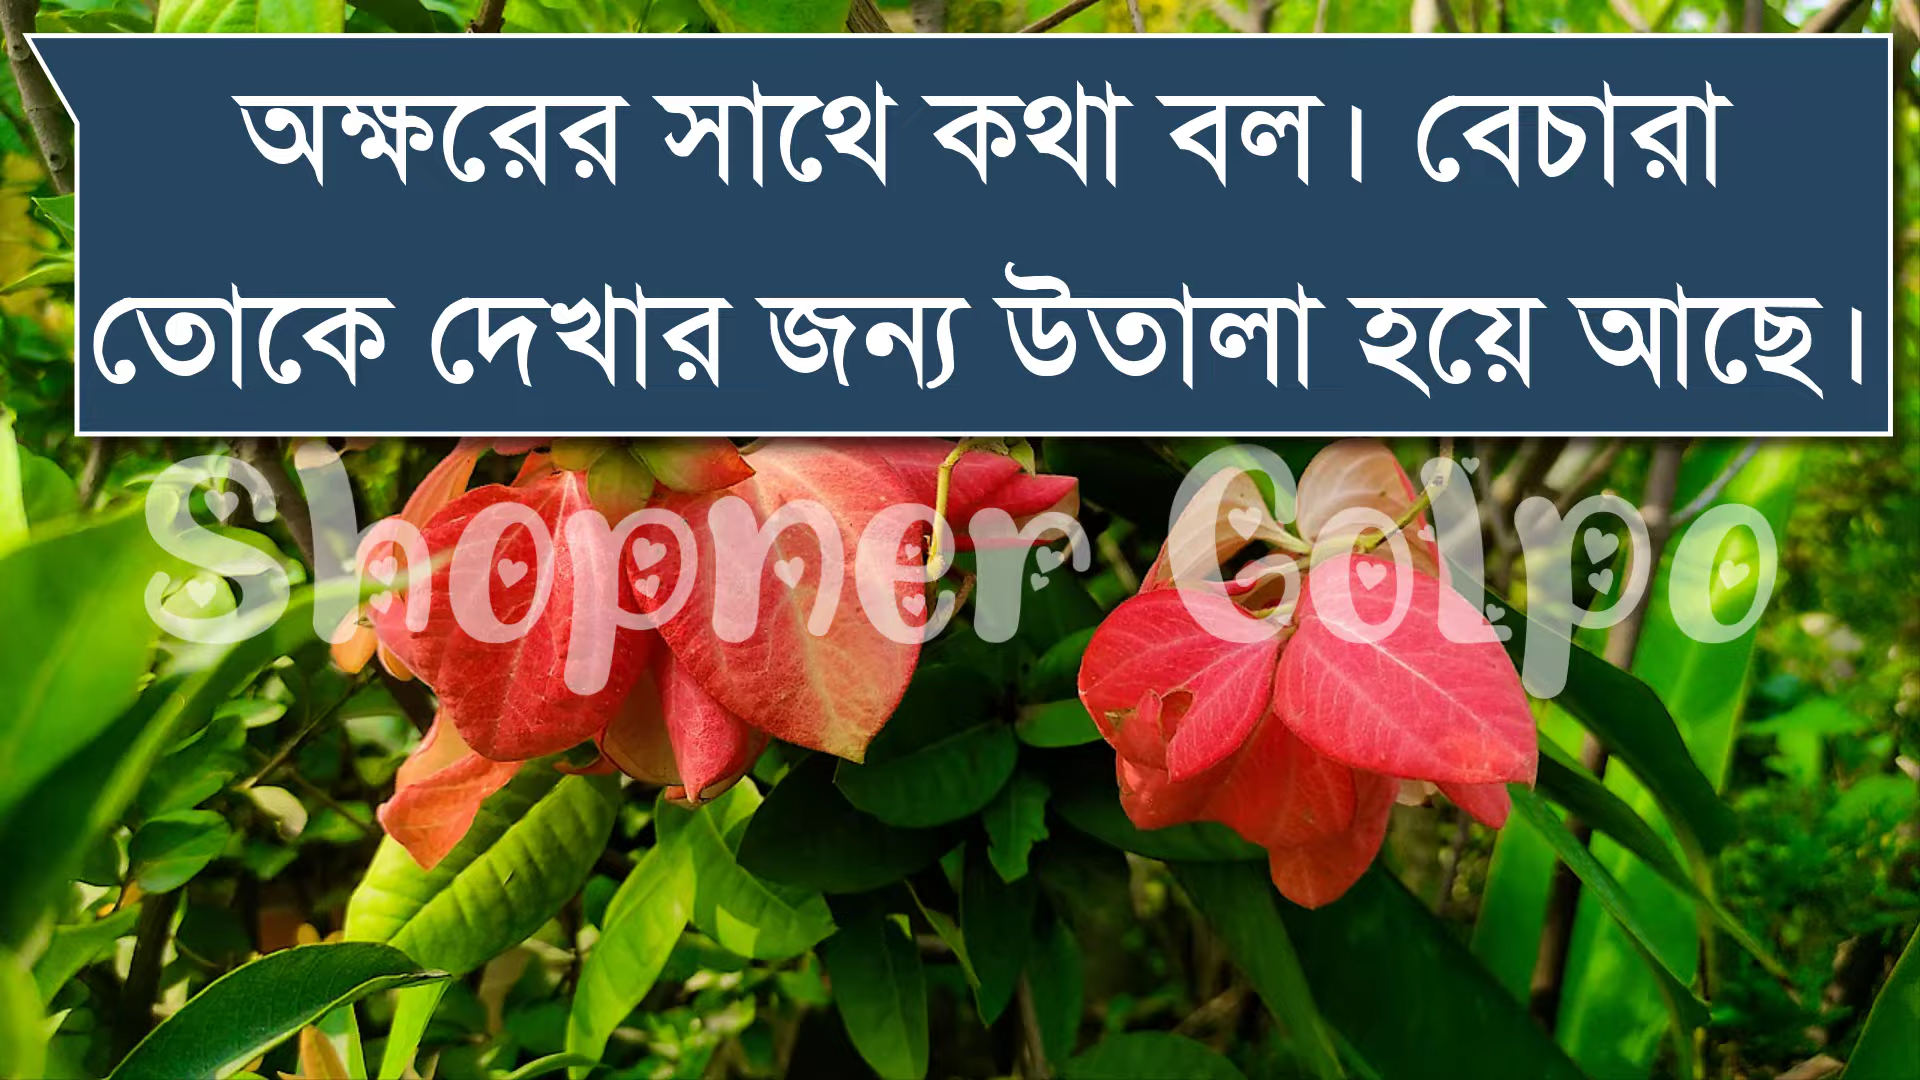 অক্ষরের সাথে কথা বল। বেচারা
তোকে দেখার জন্য উতালা হয়ে আছে।
Shopner Golpo